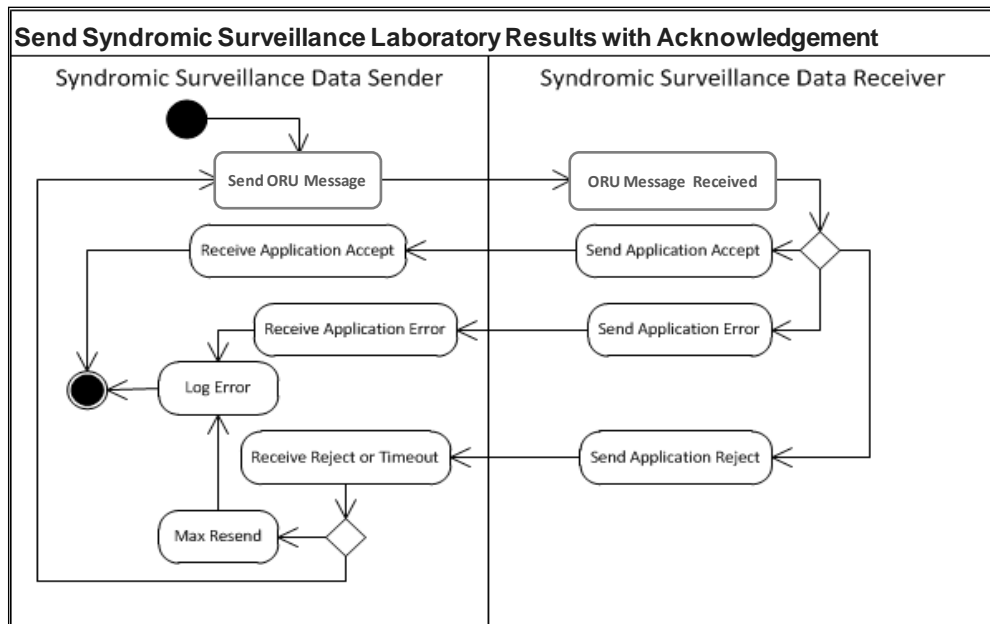 Send Syndromic Surveillance Laboratory Results with Acknowledgement
Syndromic Surveillance Data Sender
Syndromic Surveillance Data Receiver
Send ORU Message
ORU Message Received
Receive Application Accept
Send Application Accept
Receive Application Error
Send Application Error
Log Error
Receive Reject or Timeout
Send Application Reject
Max Resend